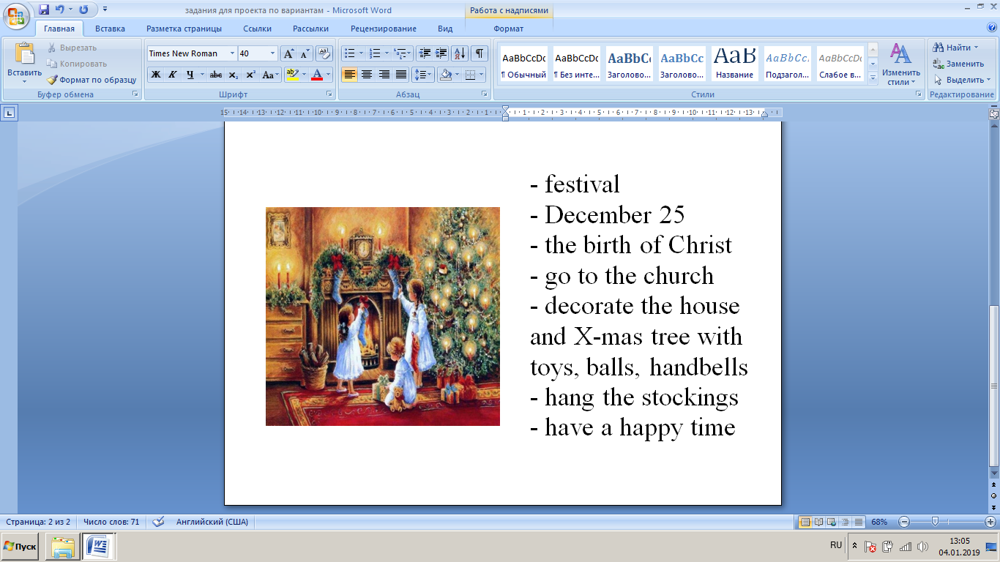 задания для проекта по вариантам - Microsoft Word
Работа с надписями
Главная
Вставка
Разметка страницы
Ссылки
Рассылки
Рецензирование
Вид
Формат
Вставить
Вырезать
Копировать
Формат по образцу
Буфер обмена
Times New Roman
40
Ж К Ч abc x₂ x² Aa
Шрифт
Абзац
AaBbCcDc
¶ Обычный
AaBbCcDc
¶ Без инте...
AaBbCc
Заголово...
AaBbCc
Заголово...
AaB
Название
AaBbCc.
Подзагол...
AaBbCcDc
Слабое в...
Стили
Изменить
стили
Найти
Заменить
Выделить
Редактирование
15 14 13 12 11 10 9 8 7 6 5 4 3 2 1 1 2 3 4 5 6 7 8 9 10 11 12 13
- festival
- December 25
- the birth of Christ
- go to the church
- decorate the house
and X-mas tree with
toys, balls, handbells
- hang the stockings
- have a happy time
Страница: 2 из 2
Число слов: 71
Английский (США)
68%
Пуск
RU
13:05
04.01.2019